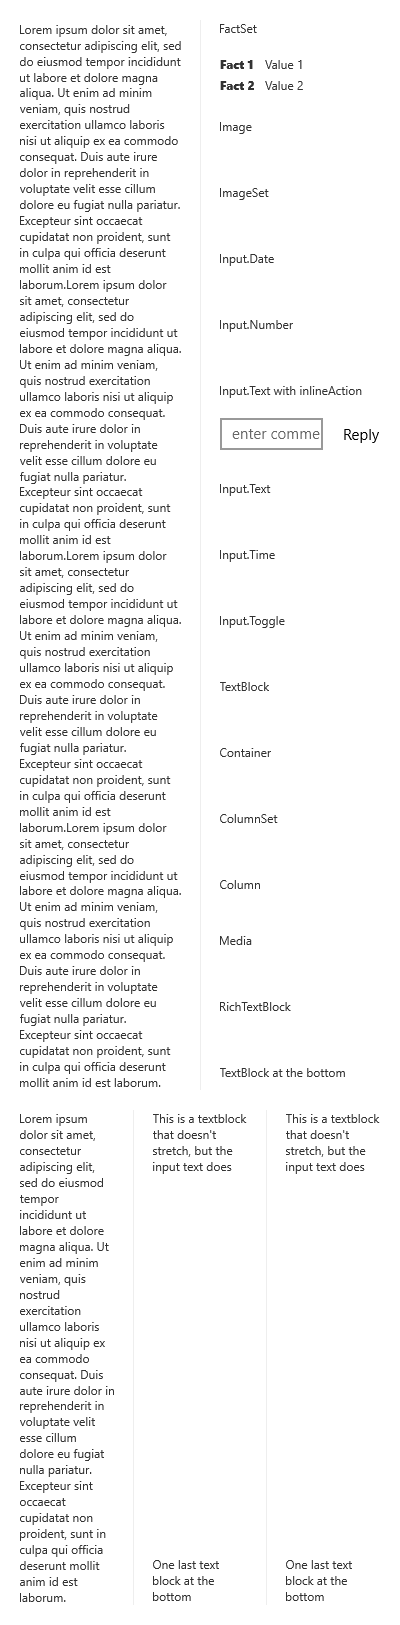 Lorem ipsum dolor sit amet,
consectetur adipiscing elit, sed
do eiusmod tempor incididunt
ut labore et dolore magna
aliqua. Ut enim ad minim
veniam, quis nostrud
exercitation ullamco laboris
nisi ut aliquip ex ea commodo
consequat. Duis aute irure
dolor in reprehenderit in
voluptate velit esse cillum
dolore eu fugiat nulla pariatur.
Excepteur sint occaecat
cupidatat non proident, sunt
in culpa qui officia deserunt
mollit anim id est
laborum.Lorem ipsum dolor
sit amet, consectetur
adipiscing elit, sed do
eiusmod tempor incididunt ut
labore et dolore magna aliqua.
Ut enim ad minim veniam,
quis nostrud exercitation
ullamco laboris nisi ut aliquip
ex ea commodo consequat.
Duis aute irure dolor in
reprehenderit in voluptate
velit esse cillum dolore eu
fugiat nulla pariatur.
Excepteur sint occaecat
cupidatat non proident, sunt
in culpa qui officia deserunt
mollit anim id est
laborum.Lorem ipsum dolor
sit amet, consectetur
adipiscing elit, sed do
eiusmod tempor incididunt ut
labore et dolore magna aliqua.
Ut enim ad minim veniam,
quis nostrud exercitation
ullamco laboris nisi ut aliquip
ex ea commodo consequat.
Duis aute irure dolor in
reprehenderit in voluptate
velit esse cillum dolore eu
fugiat nulla pariatur.
Excepteur sint occaecat
cupidatat non proident, sunt
in culpa qui officia deserunt
mollit anim id est
laborum.Lorem ipsum dolor
sit amet, consectetur
adipiscing elit, sed do
eiusmod tempor incididunt ut
labore et dolore magna aliqua.
Ut enim ad minim veniam,
quis nostrud exercitation
ullamco laboris nisi ut aliquip
ex ea commodo consequat.
Duis aute irure dolor in
reprehenderit in voluptate
velit esse cillum dolore eu
fugiat nulla pariatur.
Excepteur sint occaecat
cupidatat non proident, sunt
in culpa qui officia deserunt
mollit anim id est laborum.
FactSet
Fact 1 Value 1
Fact 2 Value 2
Image
ImageSet
Input.Date
Input.Number
Input.Text with inlineAction
enter comme Reply
Input.Text
Input.Time
Input.Toggle
TextBlock
Container
ColumnSet
Column
Media
RichTextBlock
TextBlock at the bottom
Lorem ipsum
dolor sit amet,
consectetur
adipiscing elit,
sed do eiusmod
tempor
incididunt ut
labore et dolore
magna aliqua. Ut
enim ad minim
veniam, quis
nostrud
exercitation
ullamco laboris
nisi ut aliquip ex
ea commodo
consequat. Duis
aute irure dolor in
reprehenderit in
voluptate velit
esse cillum
dolore eu fugiat
nulla pariatur.
Excepteur sint
occaecat
cupidatat non
proident, sunt in
culpa qui officia
deserunt mollit
anim id est
laborum.
This is a textblock
that doesn't
stretch, but the
input text does
One last text
block at the
bottom
This is a textblock
that doesn't
stretch, but the
input text does
One last text
block at the
bottom